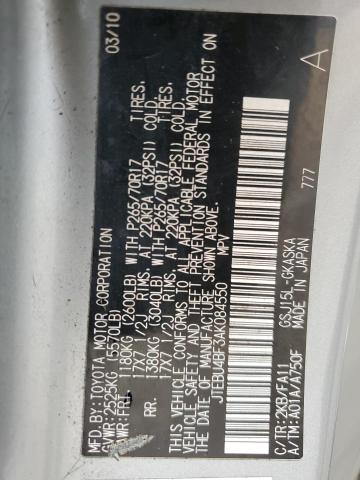 MFD.BY:TOYOTA MOTOR CORPORATION 03/10
GVWR:2525KG (5570LB)
GAWR:FRT. 1180KG (2600LB) WITH P265/70R17 TIRES,
17X7 1/2J RIMS, AT 220KPA (32PSI) COLD.
RR. 1380KG (3040LB) WITH P265/70R17 TIRES,
17X7 1/2J RIMS, AT 220KPA (32PSI) COLD.
THIS VEHICLE CONFORMS TO ALL APPLICABLE FEDERAL MOTOR
VEHICLE SAFETY AND THEFT PREVENTION STANDARDS IN EFFECT ON
THE DATE OF MANUFACTURE SHOWN ABOVE.
JTEBU4BF3AK084550 MPV A
C/TR:2KB/FA11 GSJ15L-GKASKA 777
A/TM:A01A/A750F MADE IN JAPAN